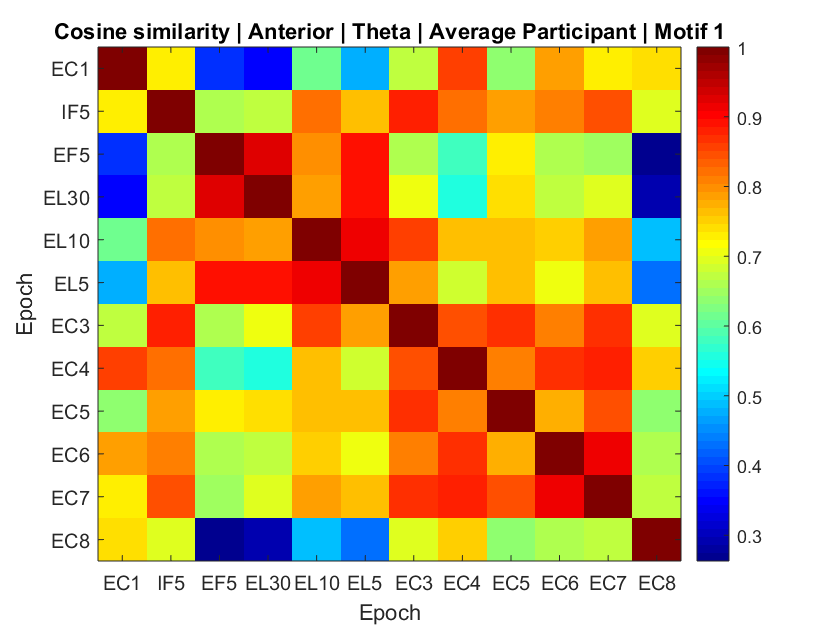 Cosine similarity | Anterior | Theta | Average Participant | Motif 1
EC1
IF5
EF5
EL30
EL10
EL5
EC3
EC4
EC5
EC6
EC7
EC8
Epoch
EC1 IF5 EF5 EL30 EL10 EL5 EC3 EC4 EC5 EC6 EC7 EC8
Epoch
1
0.9
0.8
0.7
0.6
0.5
0.4
0.3